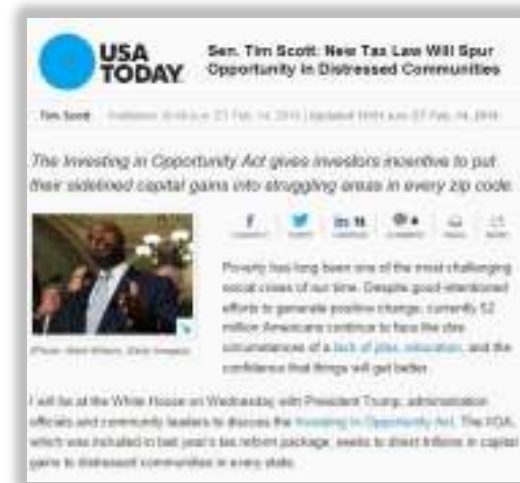 USA
TODAY
Sen. Tim Scott: New Tax Law Will Spur
Opportunity in Distressed Communities
Tim Scott
The Investing in Opportunity Act gives investors incentive to put
their sidelined capital gains into struggling areas in every zip code.
Poverty has long been one of the most challenging
social crises of our time. Despite good-intentioned
efforts to generate positive change, currently 52
million Americans continue to face the dire
circumstances of a lack of jobs, education, and the
confidence that things will get better.
I will be at the White House on Wednesday with President Trump, administration
officials and community leaders to discuss the Investing in Opportunity Act. The IIOA,
which was included in last year's tax reform package, seeks to direct trillions in capital
gains to distressed communities in every state.